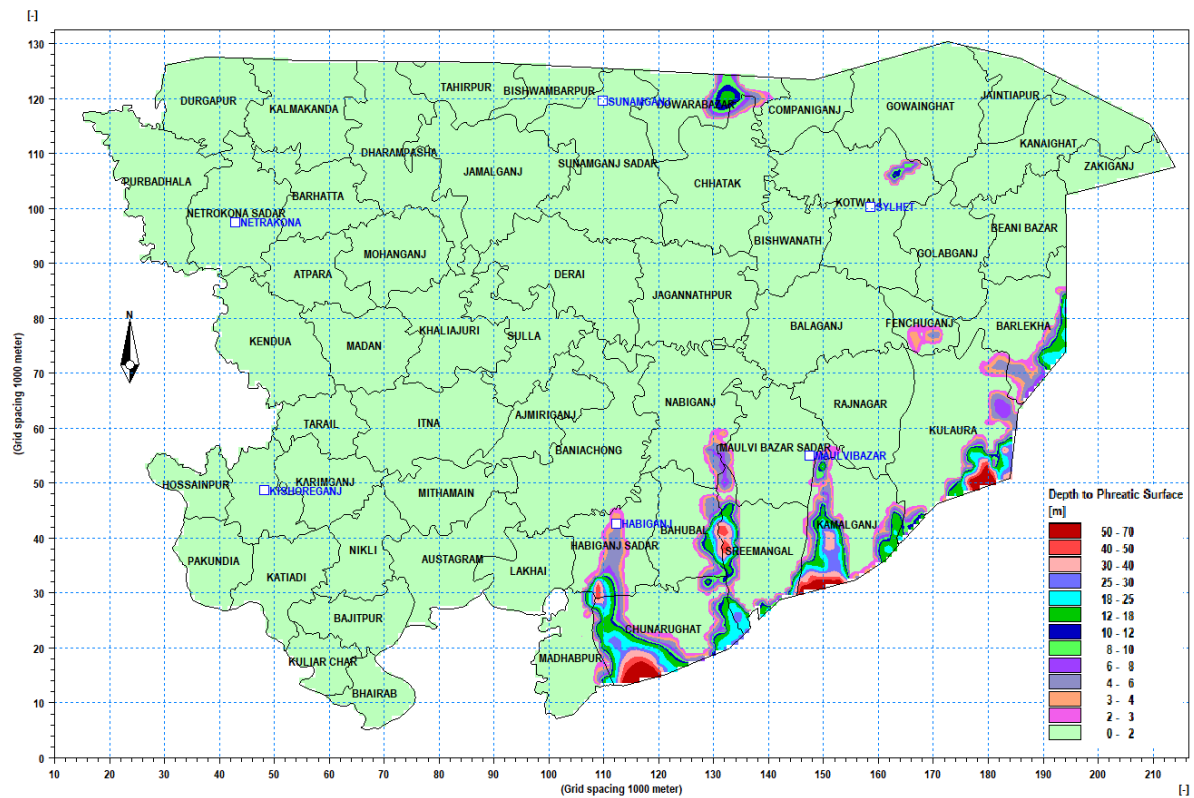 [-]
130
120
110
100
90
80
70
60
50
40
30
20
10
0
(Grid spacing 1000 meter)
N
DURGAPUR
KALMAKANDA
TAHIRPUR
BISHWAMBARPUR
SUNAMGANJ
DOWARABAZAR
COMPANIGANJ
GOWAINGHAT
JAINTIAPUR
KANAIGHAT
ZAKIGANJ
DHARAMPASHA
JAMALGANJ
SUNAMGANJ SADAR
CHHATAK
PURBADHALA
BARHATTA
NETROKONA SADAR
NETRAKONA
KOTWALI
SYLHET
BEANI BAZAR
MOHANGANJ
BISHWANATH
GOLABGANJ
ATPARA
DERAI
JAGANNATHPUR
KENDUA
MADAN
KHALIAJURI
SULLA
BALAGANJ
FENCHUGANJ
BARLEKHA
NABIGANJ
RAJNAGAR
TARAIL
ITNA
AJMIRIGANJ
KULAURA
BANIACHONG
MAULVI BAZAR SADAR
MAULVIBAZAR
HOSSAINPUR
KARIMGANJ
KYSHOREGANJ
MITHAMAIN
HABIGANJ
BAHUBAL
KAMALGANJ
HABIGANJ SADAR
SREEMANGAL
PAKUNDIA
NIKLI
KATIADI
AUSTAGRAM
LAKHAI
BAJITPUR
CHUNARUGHAT
KULIAR CHAR
MADHABPUR
BHAIRAB
Depth to Phreatic Surface
[m]
50 - 70
40 - 50
30 - 40
25 - 30
18 - 25
12 - 18
10 - 12
8 - 10
6 - 8
4 - 6
3 - 4
2 - 3
0 - 2
10 20 30 40 50 60 70 80 90 100 110 120 130 140 150 160 170 180 190 200 210
(Grid spacing 1000 meter)
[-]